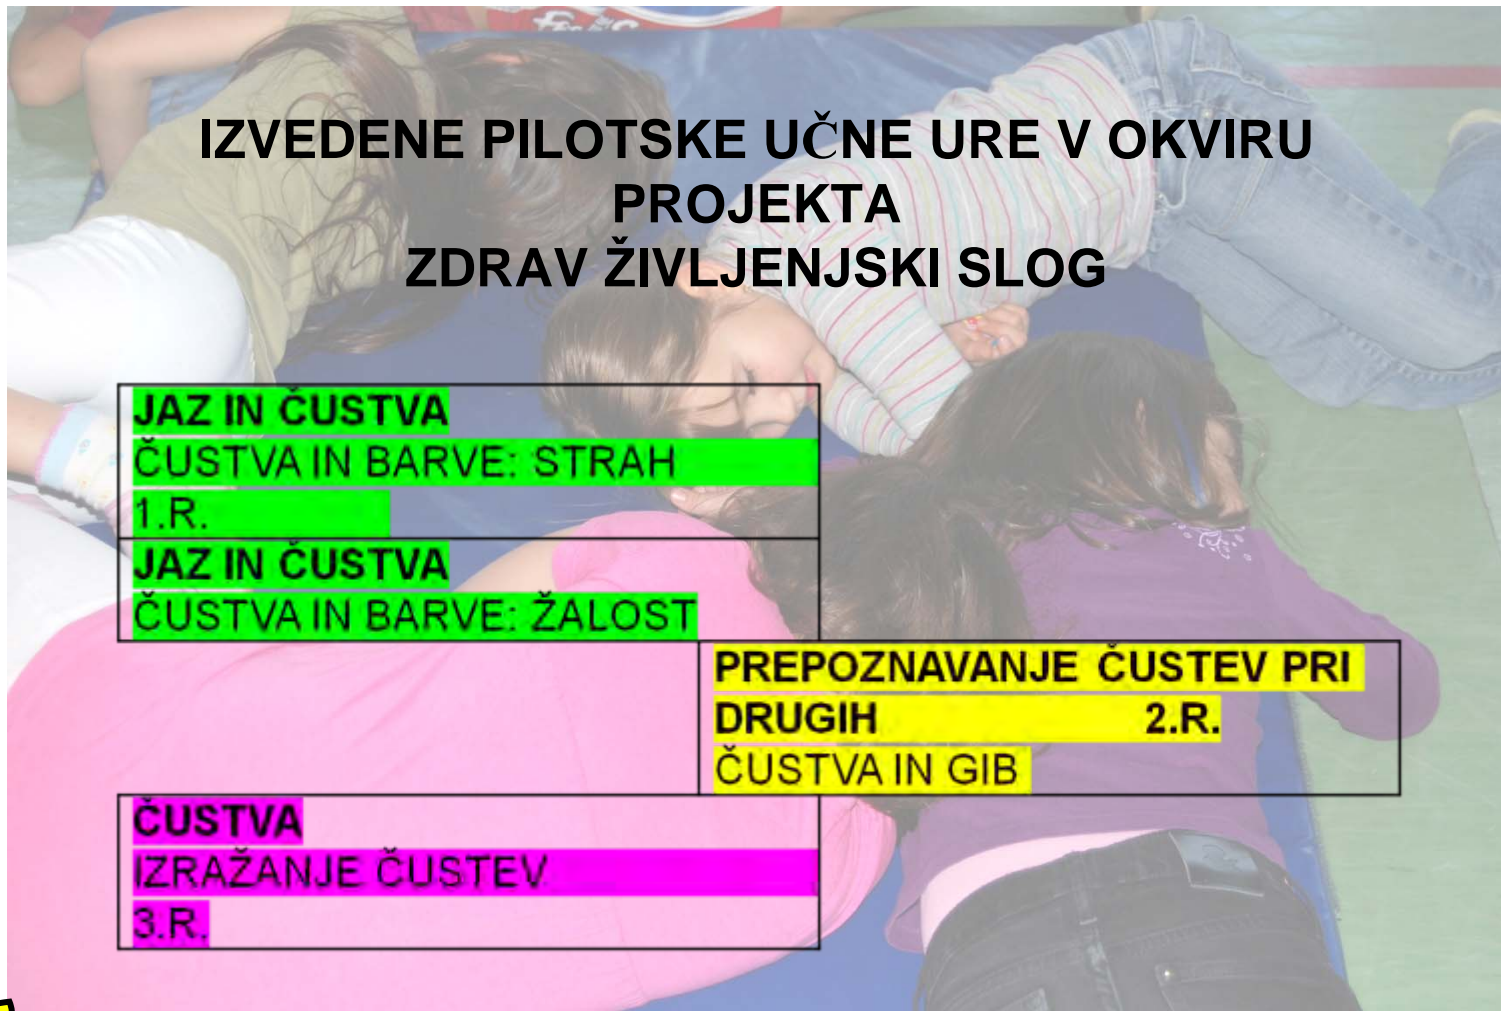 IZVEDENE PILOTSKE UČNE URE V OKVIRU
PROJEKTA
ZDRAV ŽIVLJENJSKI SLOG
JAZ IN ČUSTVA
ČUSTVA IN BARVE: STRAH
1.R.
JAZ IN ČUSTVA
ČUSTVA IN BARVE: ŽALOST
PREPOZNAVANJE ČUSTEV PRI
DRUGIH 2.R.
ČUSTVA IN GIB
ČUSTVA
IZRAŽANJE ČUSTEV
3.R.